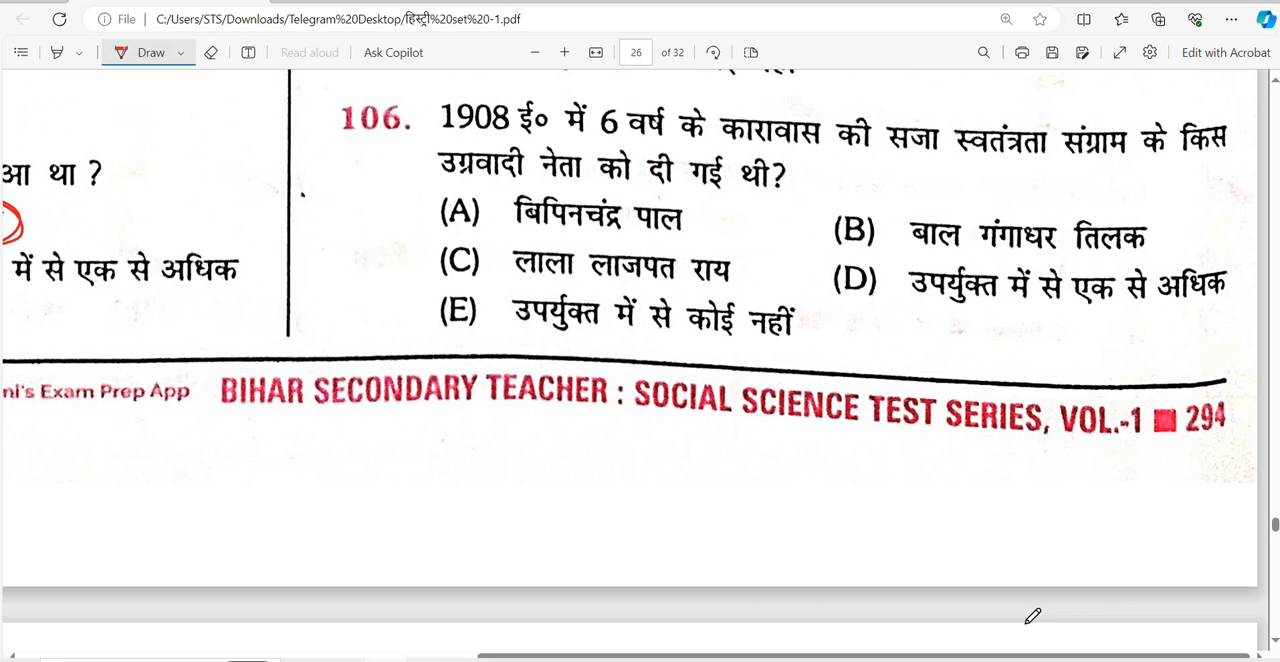 File
C:/Users/STS/Downloads/Telegram%20Desktop/हिस्ट्री%20set%20-1.pdf
Draw
Read aloud
Ask Copilot
26
of 32
Edit with Acrobat
आ था ?
में से एक से अधिक
106. 1908 ई० में 6 वर्ष के कारावास की सजा स्वतंत्रता संग्राम के किस
उग्रवादी नेता को दी गई थी?
(A) बिपिनचंद्र पाल
(B) बाल गंगाधर तिलक
(C) लाला लाजपत राय
(D) उपर्युक्त में से एक से अधिक
(E) उपर्युक्त में से कोई नहीं
ni's Exam Prep App BIHAR SECONDARY TEACHER : SOCIAL SCIENCE TEST SERIES, VOL.-1 ■ 294